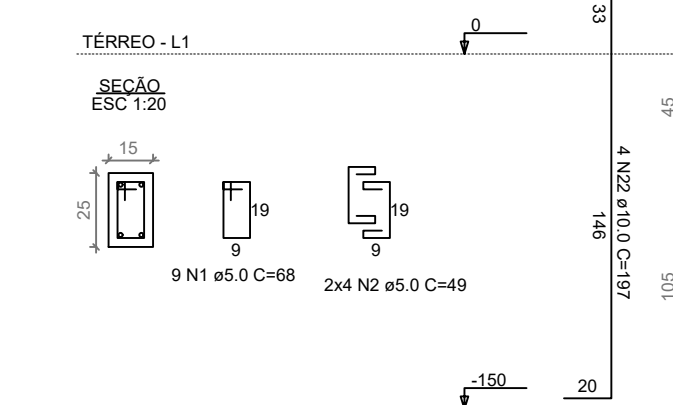 33
0
TÉRREO - L1
SEÇÃO
ESC 1:20
15
25
19
9
9 N1 ø5.0 C=68
19
9
2x4 N2 ø5.0 C=49
146
4 N22 ø10.0 C=197
45
105
-150
20